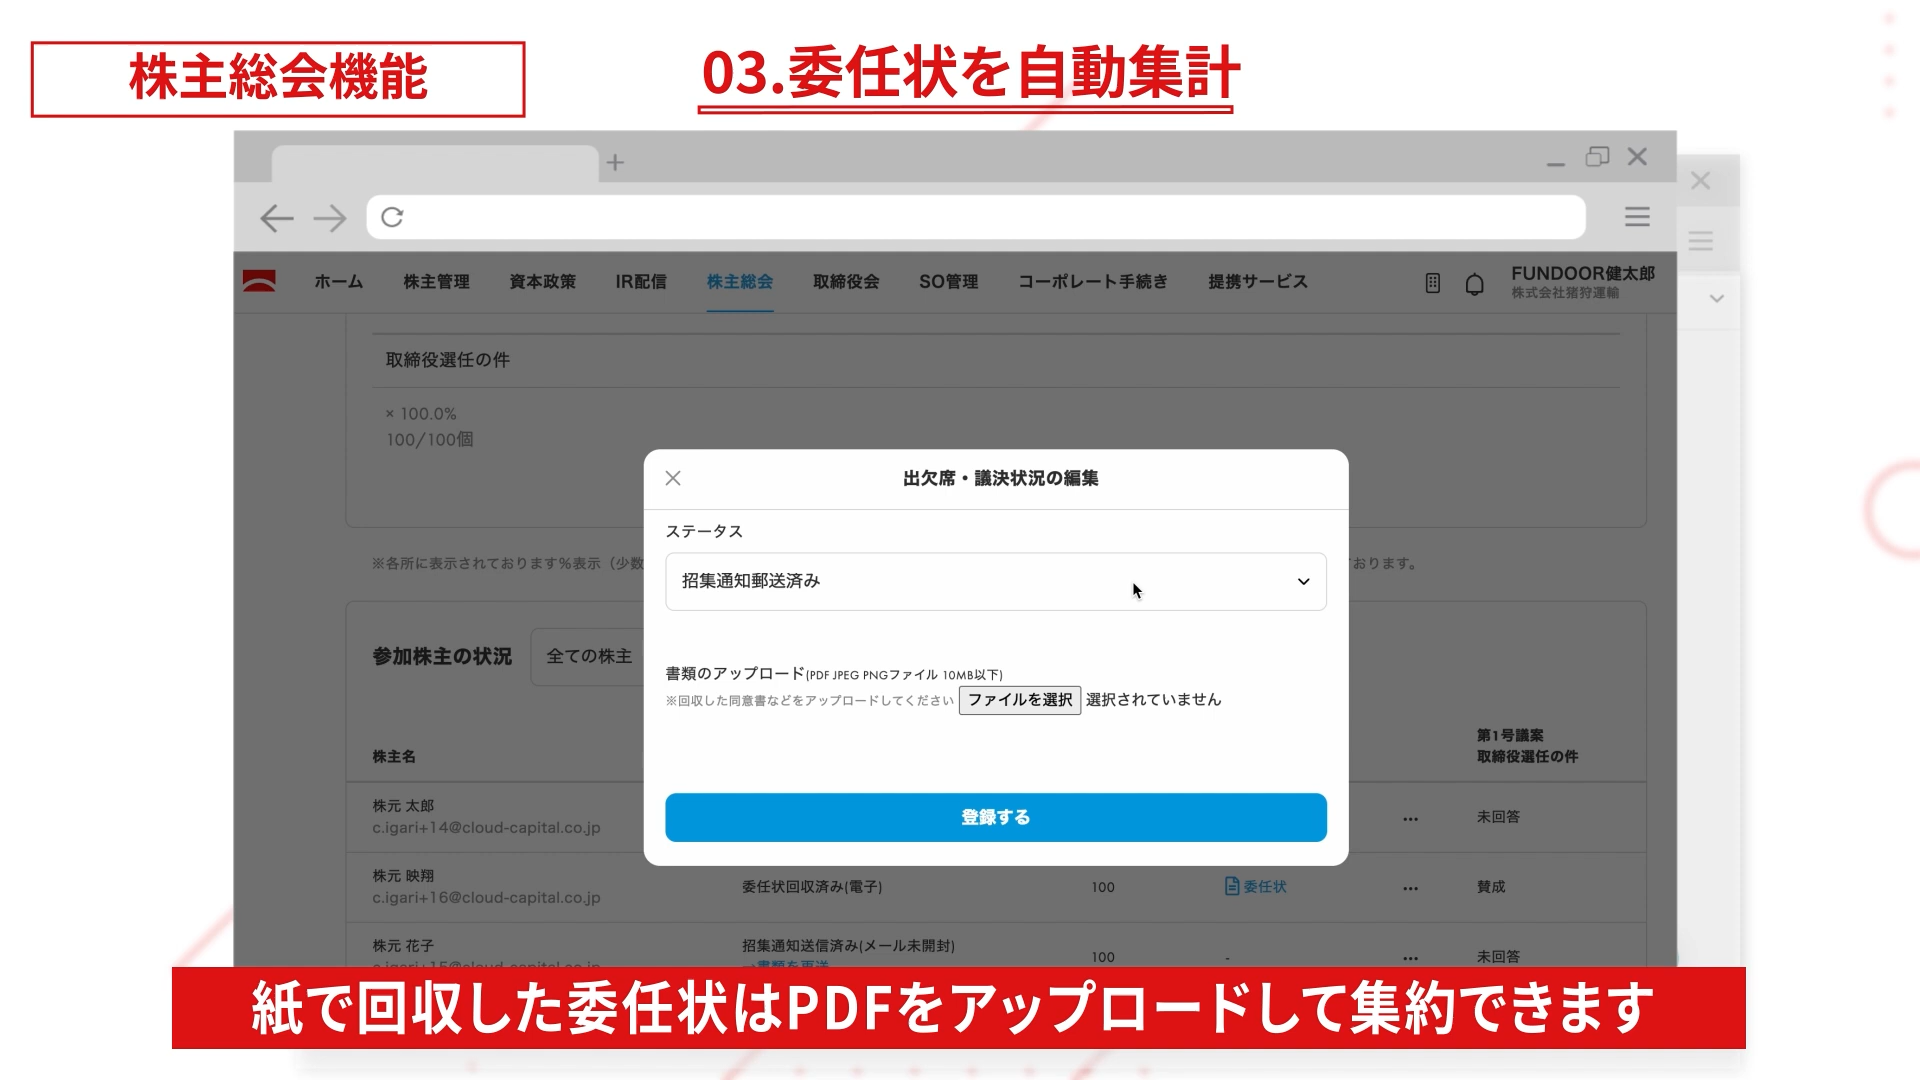 株主総会機能
03.委任状を自動集計
ホーム 株主管理 資本政策 IR配信 株主総会 取締役会 SO管理 コーポレート手続き 提携サービス
FUNDOOR健太郎
株式会社猪狩運輸
取締役選任の件
× 100.0%
100/100個
※各所に表示されております%表示(少数
おります。
出欠席・議決状況の編集
ステータス
招集通知郵送済み
書類のアップロード(PDF JPEG PNGファイル 10MB以下)
※回収した同意書などをアップロードしてください ファイルを選択 選択されていません
登録する
参加株主の状況 全ての株主
株主名
第1号議案
取締役選任の件
株元 太郎
c.igari+14@cloud-capital.co.jp
... 未回答
株元 映翔
c.igari+16@cloud-capital.co.jp
委任状回収済み(電子) 100 委任状 ... 賛成
株元 花子
c.igari+15@cloud-capital.co.jp
招集通知送信済み(メール未開封)
→書類を再送
100 - ... 未回答
紙で回収した委任状はPDFをアップロードして集約できます